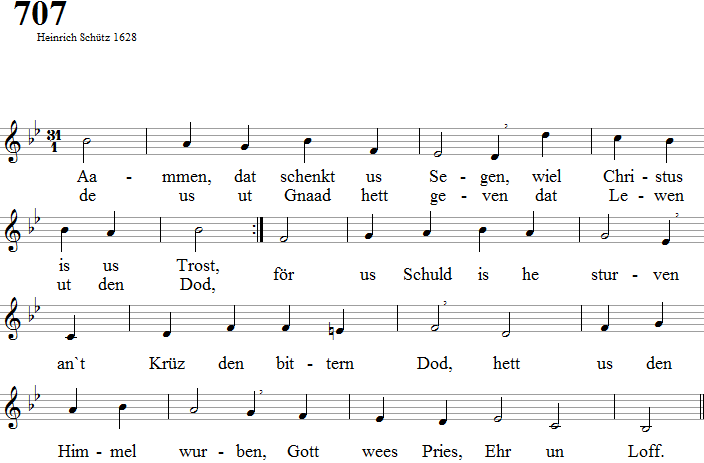 707
Heinrich Schütz 1628
31
1
Aa - mmen, dat schenkt us Se - gen, wiel Chri - stus
de us ut Gnaad hett ge - ven dat Le - wen
is us Trost,
ut den Dod, för us Schuld is he stur - ven
an`t Krüz den bit - tern Dod, hett us den
Him - mel wur - ben, Gott wees Pries, Ehr un Loff.